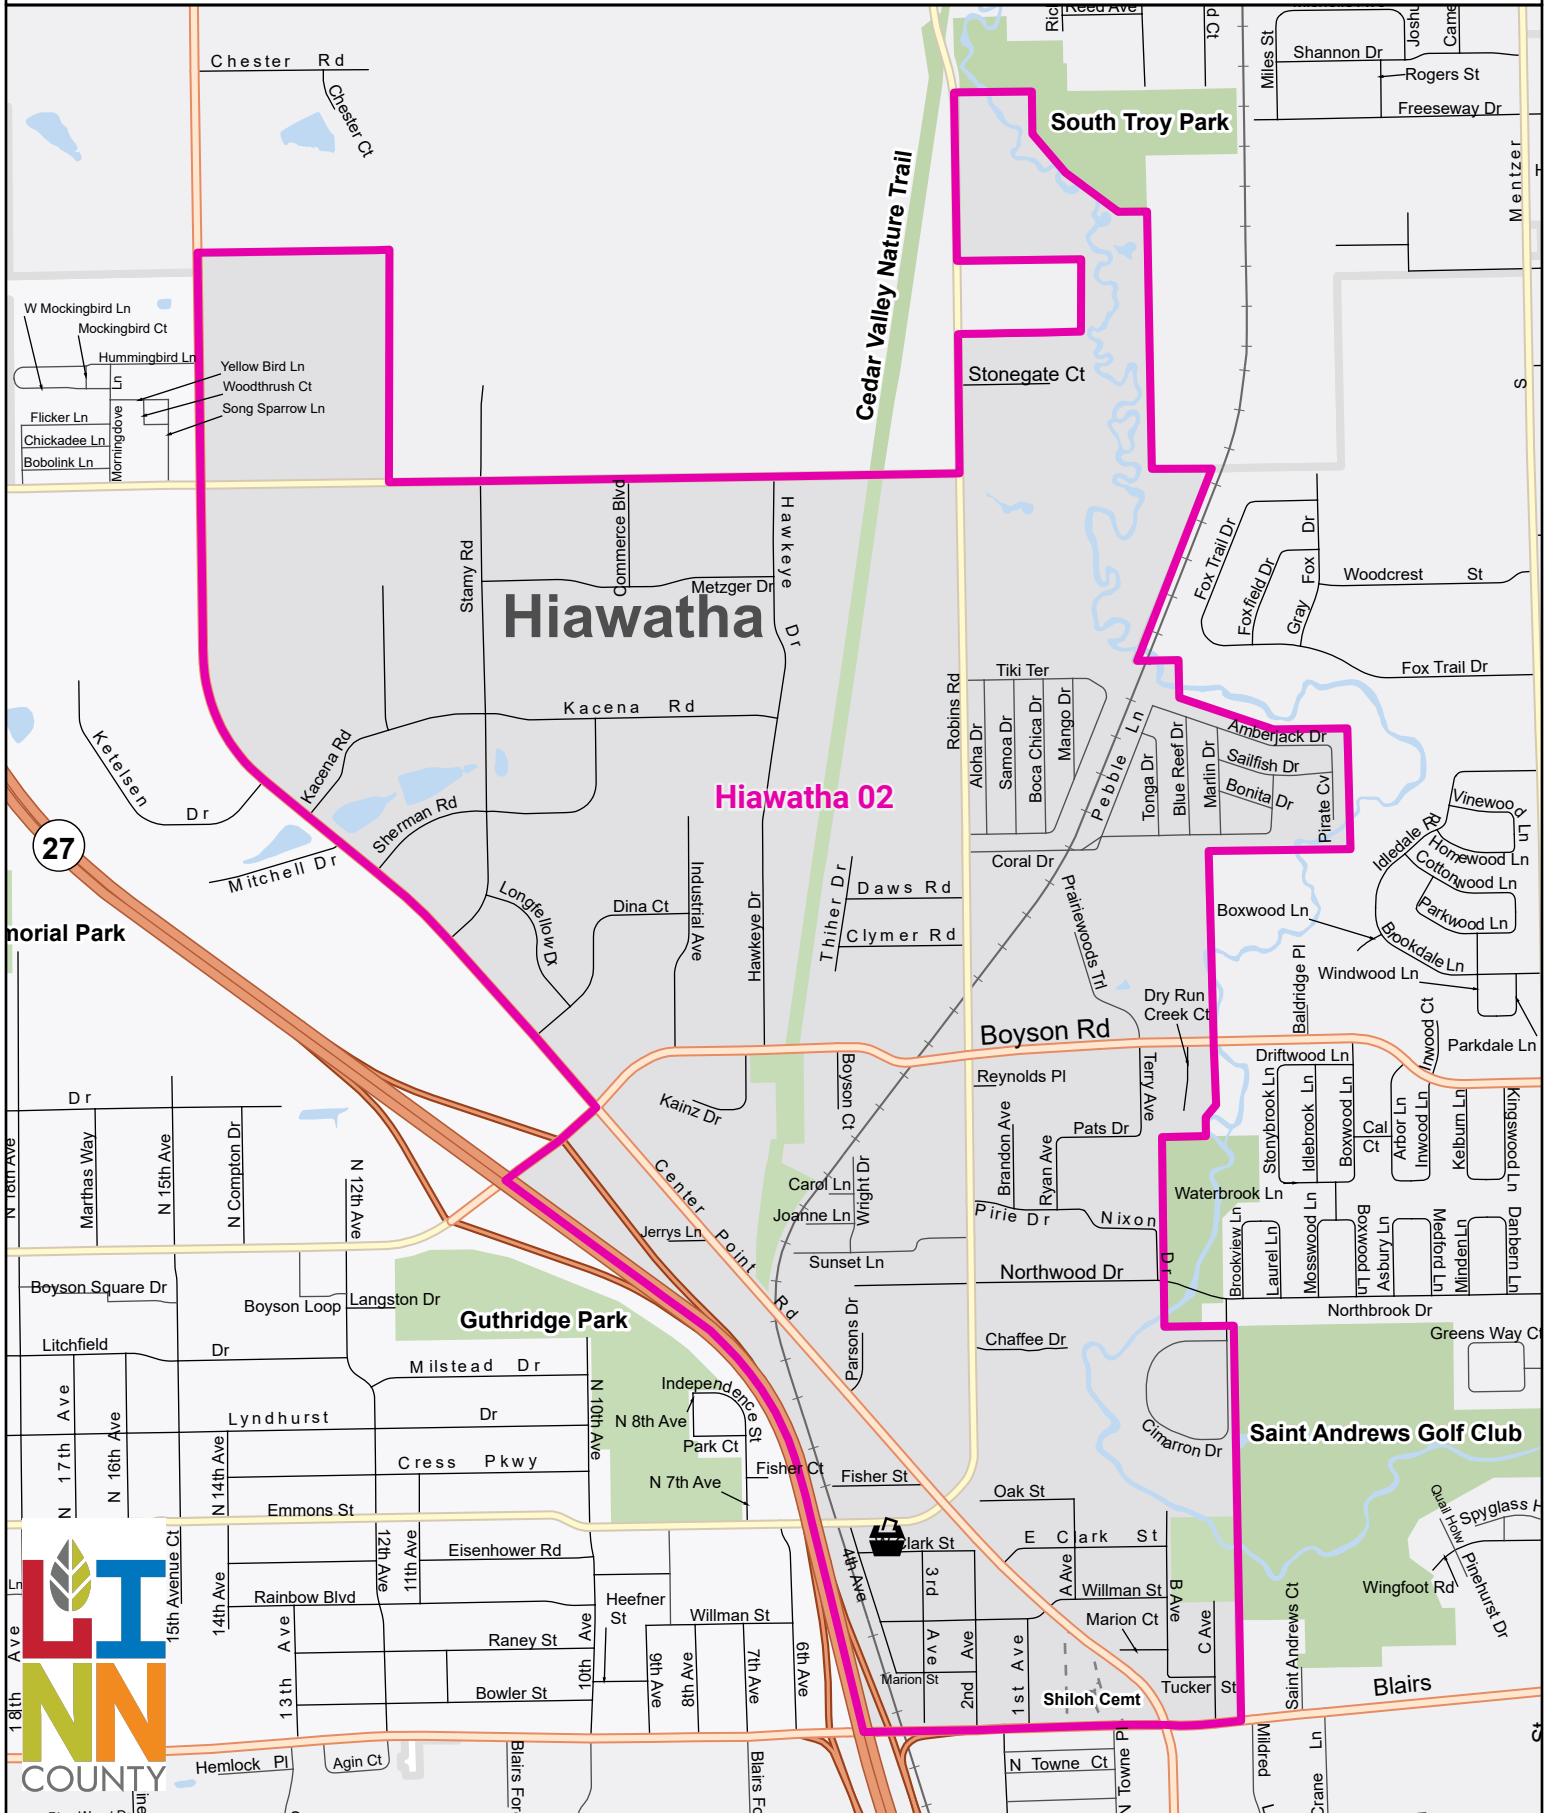 Reed Ave
Chester Rd
Chester Ct
Miles St
Shannon Dr
Rogers St
Freeseway Dr
Mentzer
South Troy Park
Cedar Valley Nature Trail
W Mockingbird Ln
Mockingbird Ct
Hummingbird Ln
Ln
Yellow Bird Ln
Woodthrush Ct
Song Sparrow Ln
Flicker Ln
Chickadee Ln
Bobolink Ln
Morningdove
Stonegate Ct
S
Stamy Rd
Commerce Blvd
Hawkeye Dr
Metzger Dr
Hiawatha
Fox Trail Dr
Foxfield Dr
Gray Fox Dr
Woodcrest St
Fox Trail Dr
Tiki Ter
Robins Rd
Aloha Dr
Samoa Dr
Boca Chica Dr
Mango Dr
Pebble Ln
Kacena Rd
Kacena Rd
Ketelsen Dr
Amberjack Dr
Sailfish Dr
Bonita Dr
Tonga Dr
Blue Reef Dr
Marlin Dr
Pirate Cv
Hiawatha 02
Sherman Rd
Mitchell Dr
27
Coral Dr
Vinewood Ln
Idledale Rd
Homewood Ln
Cottonwood Ln
Parkwood Ln
Boxwood Ln
Brookdale Ln
Windwood Ln
morial Park
Longfellow Dr
Dina Ct
Industrial Ave
Hawkeye Dr
Thiher Dr
Daws Rd
Clymer Rd
Prairiewoods Trl
Dry Run
Creek Ct
Baldridge Pl
Inwood Ct
Parkdale Ln
Boyson Rd
Driftwood Ln
Reynolds Pl
Terry Ave
Boyson Ct
Kainz Dr
Dr
N 18th Ave
Marthas Way
N 15th Ave
N Compton Dr
N 12th Ave
Brandon Ave
Ryan Ave
Pats Dr
Stonybrook Ln
Idlebrook Ln
Boxwood Ln
Cal
Ct
Arbor Ln
Inwood Ln
Kelburn Ln
Kingswood Ln
Carol Ln
Joanne Ln
Wright Dr
Pirie Dr
Nixon Dr
Waterbrook Ln
Jerrys Ln
Center Point Rd
Sunset Ln
Northwood Dr
Brookview Ln
Laurel Ln
Mosswood Ln
Boxwood Ln
Asbury Ln
Medford Ln
Minden Ln
Danbern Ln
Northbrook Dr
Boyson Square Dr
Boyson Loop
Langston Dr
Guthridge Park
Litchfield Dr
Parsons Dr
Chaffee Dr
Greens Way Ct
Milstead Dr
Independence St
N 8th Ave
Park Ct
N 10th Ave
Lyndhurst Dr
N 17th Ave
N 16th Ave
N 14th Ave
Cress Pkwy
Fisher Ct
N 7th Ave
Fisher St
Cimarron Dr
Saint Andrews Golf Club
Oak St
Emmons St
Quail Holw
Spyglass H
15th Avenue Ct
12th Ave
11th Ave
Eisenhower Rd
4th Ave
Clark St
E Clark St
Ln
14th Ave
Rainbow Blvd
Heefner
St
3rd Ave
A Ave
Willman St
B Ave
Marion Ct
C Ave
Wingfoot Rd
Pinehurst Dr
Saint Andrews Ct
18th Ave
13th Ave
Raney St
10th Ave
Willman St
9th Ave
8th Ave
7th Ave
6th Ave
Marion St
2nd Ave
1st Ave
Bowler St
Shiloh Cemt
Tucker St
Blairs
LINN
COUNTY
Hemlock Pl
Agin Ct
Blairs For
Blairs Fo
N Towne Ct
N Towne Pl
Mildred
Crane Ln